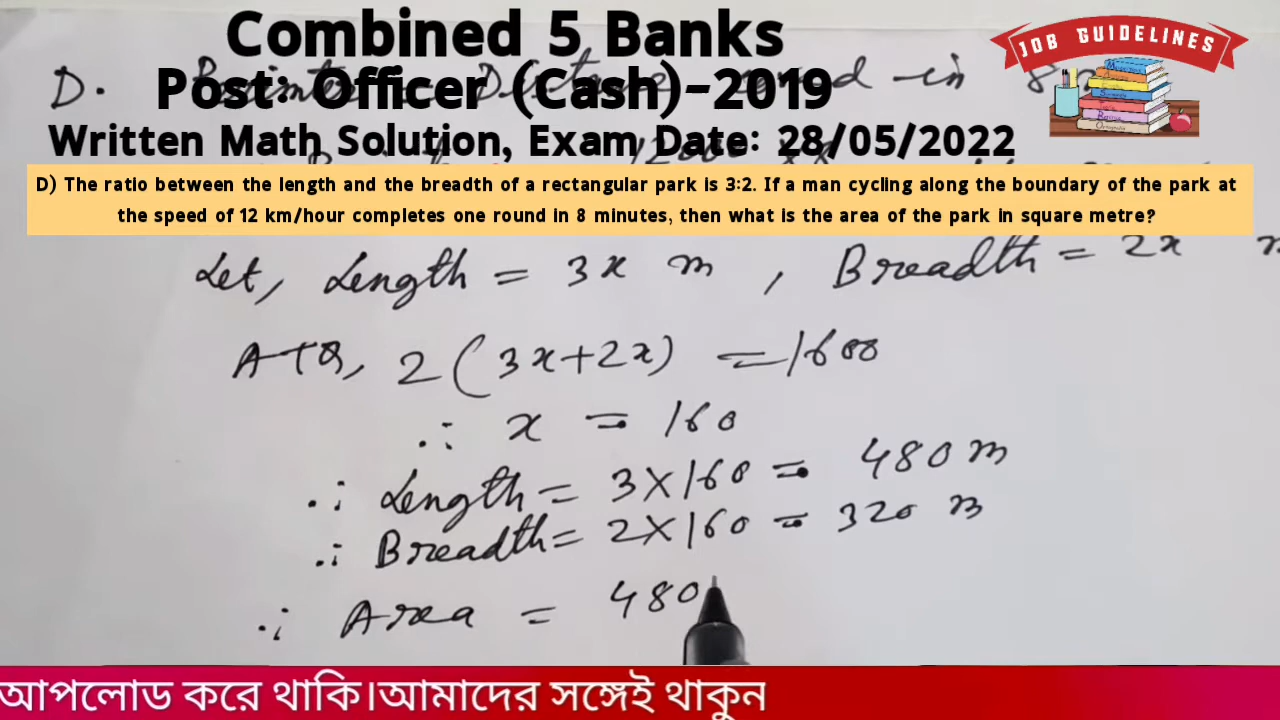 Combined 5 Banks
Post: Officer (Cash)-2019
Written Math Solution, Exam Date: 28/05/2022
JOB GUIDELINES
D.
in 8
D) The ratio between the length and the breadth of a rectangular park is 3:2. If a man cycling along the boundary of the park at
the speed of 12 km/hour completes one round in 8 minutes, then what is the area of the park in square metre?
Let, Length = 3x m , Breadth = 2x m
ATQ, 2(3x+2x) = 1600
∴ x = 160
∴ Length = 3×160 = 480 m
∴ Breadth = 2×160 = 320 m
∴ Area = 480
আপলোড করে থাকি।আমাদের সঙ্গেই থাকুন